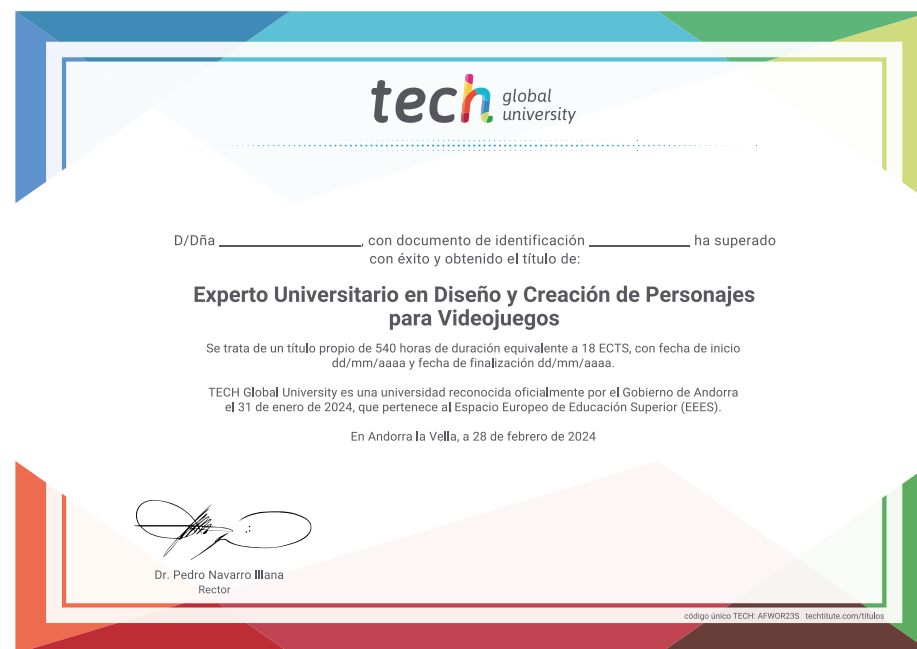 tech global
university
D/Dña ______________, con documento de identificación __________ ha superado
con éxito y obtenido el título de:
Experto Universitario en Diseño y Creación de Personajes
para Videojuegos
Se trata de un título propio de 540 horas de duración equivalente a 18 ECTS, con fecha de inicio
dd/mm/aaaa y fecha de finalización dd/mm/aaaa.
TECH Global University es una universidad reconocida oficialmente por el Gobierno de Andorra
el 31 de enero de 2024, que pertenece al Espacio Europeo de Educación Superior (EEES).
En Andorra la Vella, a 28 de febrero de 2024
Dr. Pedro Navarro Illana
Rector
código único TECH: AFWOR23S techtitute.com/titulos